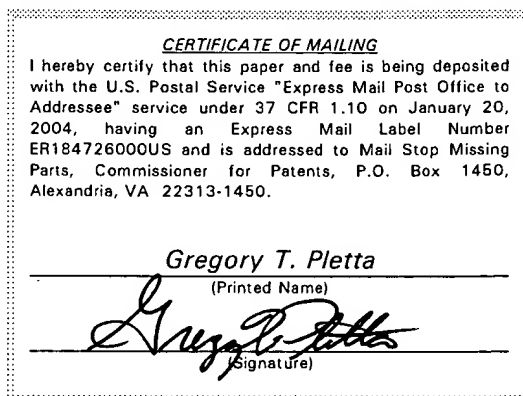 CERTIFICATE OF MAILING
I hereby certify that this paper and fee is being deposited
with the U.S. Postal Service "Express Mail Post Office to
Addressee" service under 37 CFR 1.10 on January 20,
2004, having an Express Mail Label Number
ER184726000US and is addressed to Mail Stop Missing
Parts, Commissioner for Patents, P.O. Box 1450,
Alexandria, VA 22313-1450.
Gregory T. Pletta
(Printed Name)
Gregory T. Pletta
(Signature)